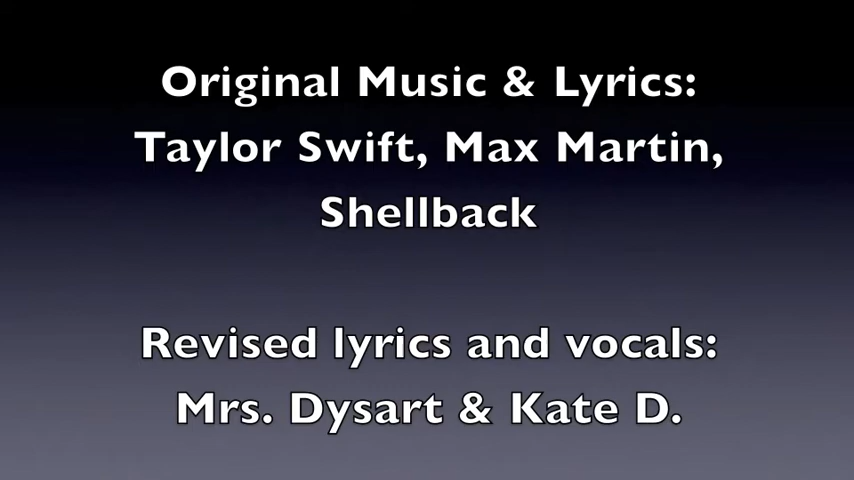 Original Music & Lyrics:
Taylor Swift, Max Martin,
Shellback
Revised lyrics and vocals:
Mrs. Dysart & Kate D.